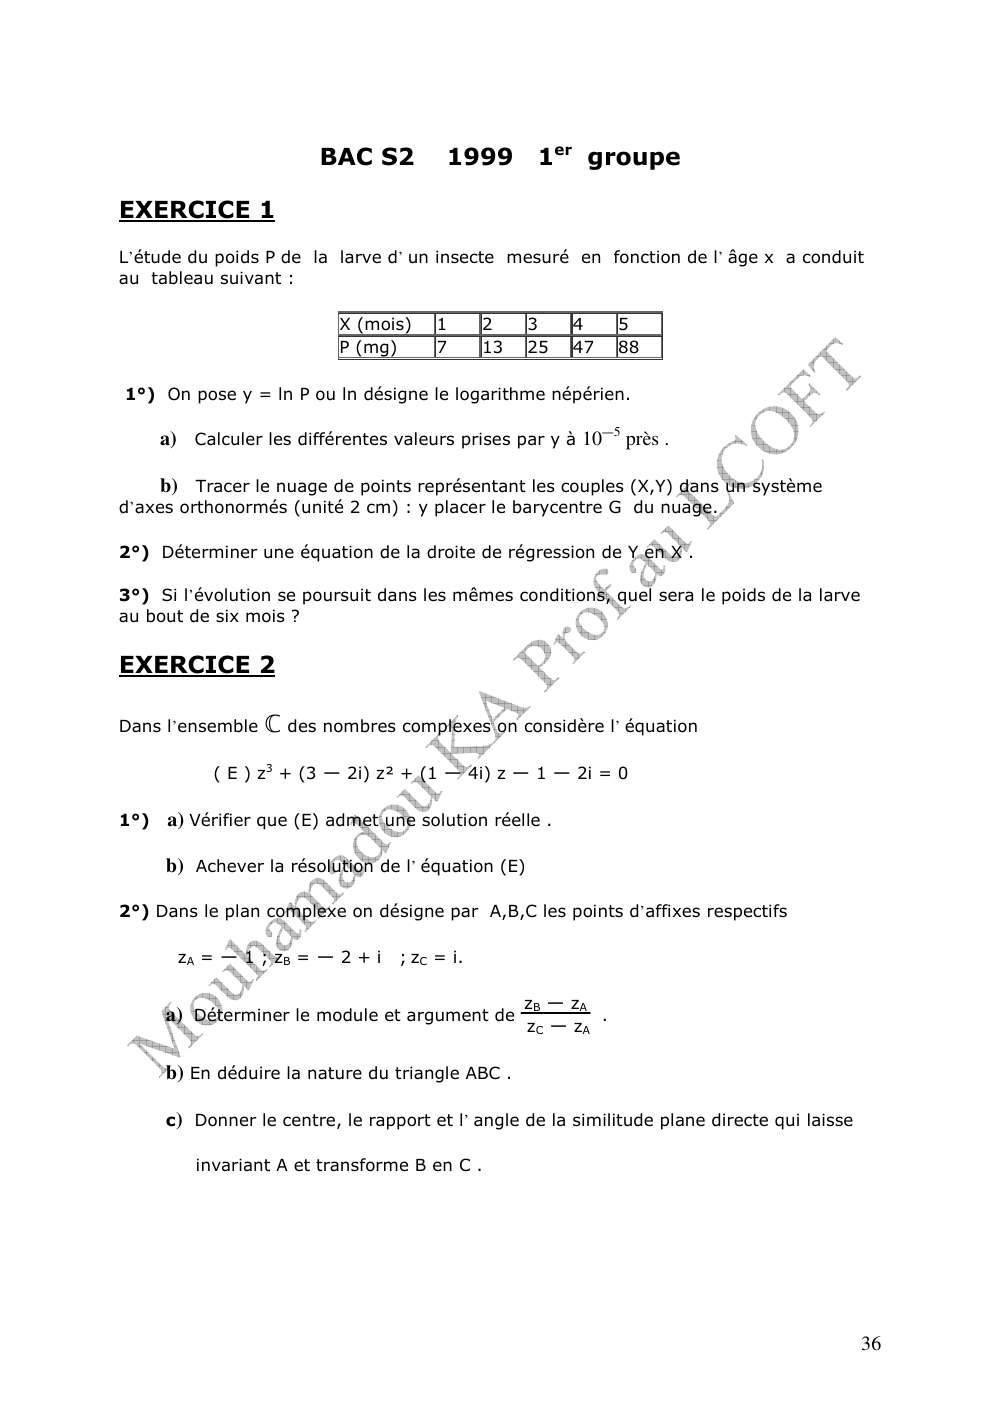 BAC S2 1999 1er groupe
EXERCICE 1
L'étude du poids P de la larve d' un insecte mesuré en fonction de l' âge x a conduit
au tableau suivant :
X (mois) 1 2 3 4 5
P (mg) 7 13 25 47 88
1°) On pose y = ln P ou ln désigne le logarithme népérien.
a) Calculer les différentes valeurs prises par y à 10⁻⁵ près .
b) Tracer le nuage de points représentant les couples (X,Y) dans un système
d'axes orthonormés (unité 2 cm) : y placer le barycentre G du nuage.
2°) Déterminer une équation de la droite de régression de Y en X .
3°) Si l'évolution se poursuit dans les mêmes conditions, quel sera le poids de la larve
au bout de six mois ?
EXERCICE 2
Dans l'ensemble ℂ des nombres complexes on considère l' équation
( E ) z³ + (3 — 2i) z² + (1 — 4i) z — 1 — 2i = 0
1°) a) Vérifier que (E) admet une solution réelle .
b) Achever la résolution de l' équation (E)
2°) Dans le plan complexe on désigne par A,B,C les points d'affixes respectifs
zA = — 1 ; zB = — 2 + i ; zC = i.
a) Déterminer le module et argument de (zB — zA)/(zC — zA) .
b) En déduire la nature du triangle ABC .
c) Donner le centre, le rapport et l' angle de la similitude plane directe qui laisse
invariant A et transforme B en C .
36
Mouhamadou KA Prof au LCOFT